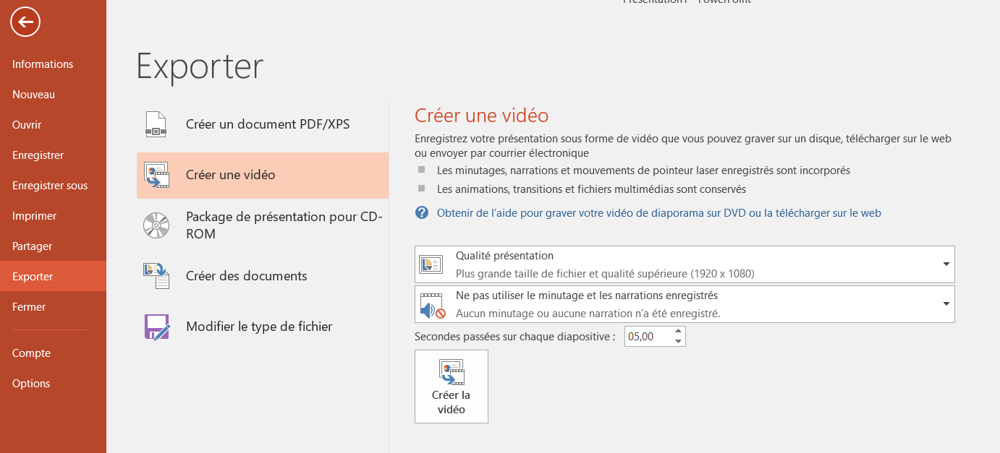 Présentation1 - PowerPoint
Informations
Nouveau
Ouvrir
Enregistrer
Enregistrer sous
Imprimer
Partager
Exporter
Fermer
Compte
Options
Exporter
Créer un document PDF/XPS
Créer une vidéo
Package de présentation pour CD-
ROM
Créer des documents
Modifier le type de fichier
Créer une vidéo
Enregistrez votre présentation sous forme de vidéo que vous pouvez graver sur un disque, télécharger sur le web
ou envoyer par courrier électronique
Les minutages, narrations et mouvements de pointeur laser enregistrés sont incorporés
Les animations, transitions et fichiers multimédias sont conservés
Obtenir de l’aide pour graver votre vidéo de diaporama sur DVD ou la télécharger sur le web
Qualité présentation
Plus grande taille de fichier et qualité supérieure (1920 x 1080)
Ne pas utiliser le minutage et les narrations enregistrés
Aucun minutage ou aucune narration n’a été enregistré.
Secondes passées sur chaque diapositive : 05,00
Créer la
vidéo